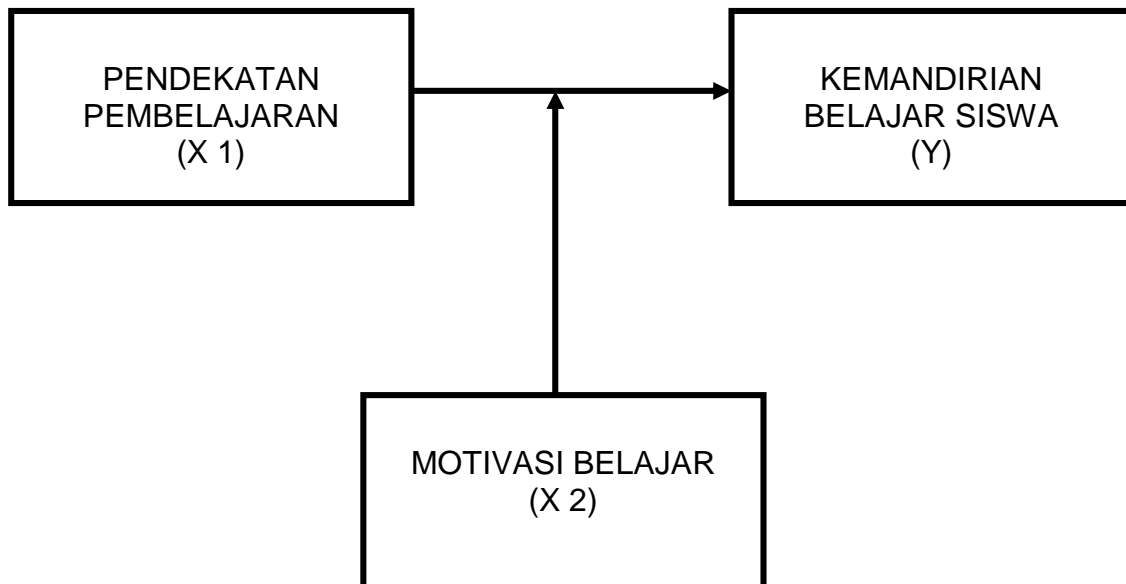 PENDEKATAN
PEMBELAJARAN
(X 1)
KEMANDIRIAN
BELAJAR SISWA
(Y)
MOTIVASI BELAJAR
(X 2)